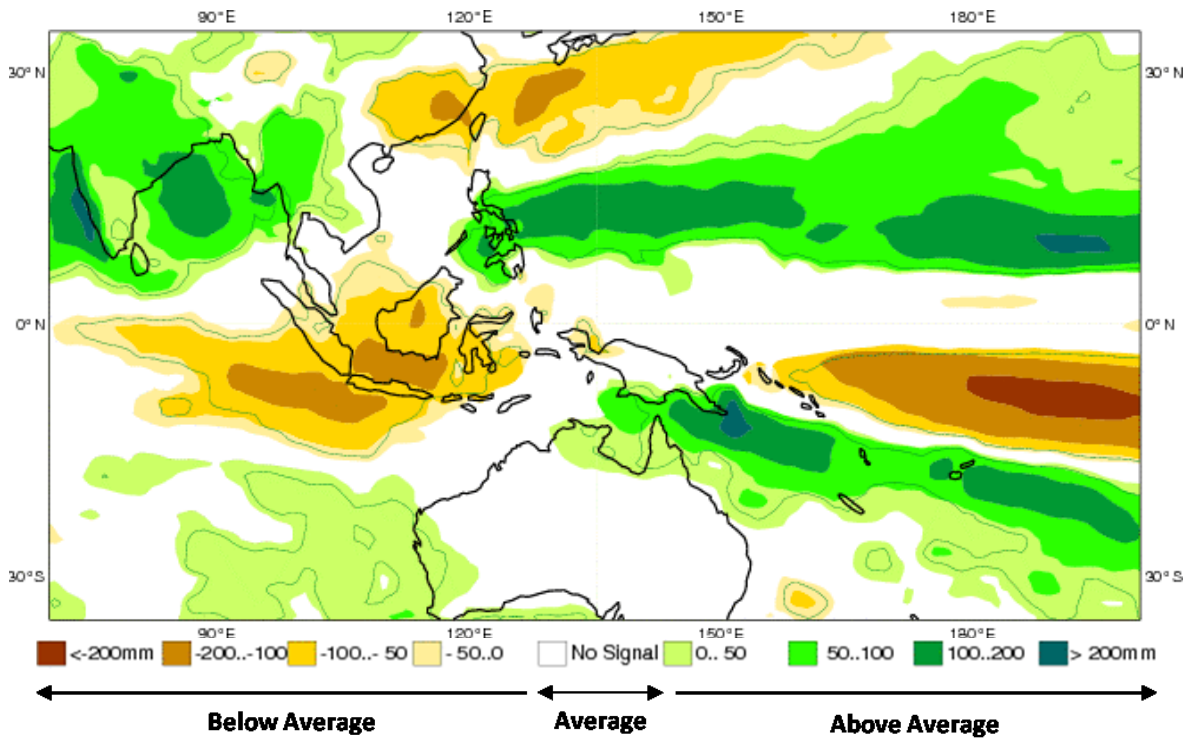 90°E 120°E 150°E 180°E
30° N 30° N
0° N 0° N
30° S 30° S
90°E 120°E 150°E 180°E
<-200mm -200..-100 -100..- 50 - 50..0 No Signal 0.. 50 50..100 100..200 > 200mm
Below Average Average Above Average